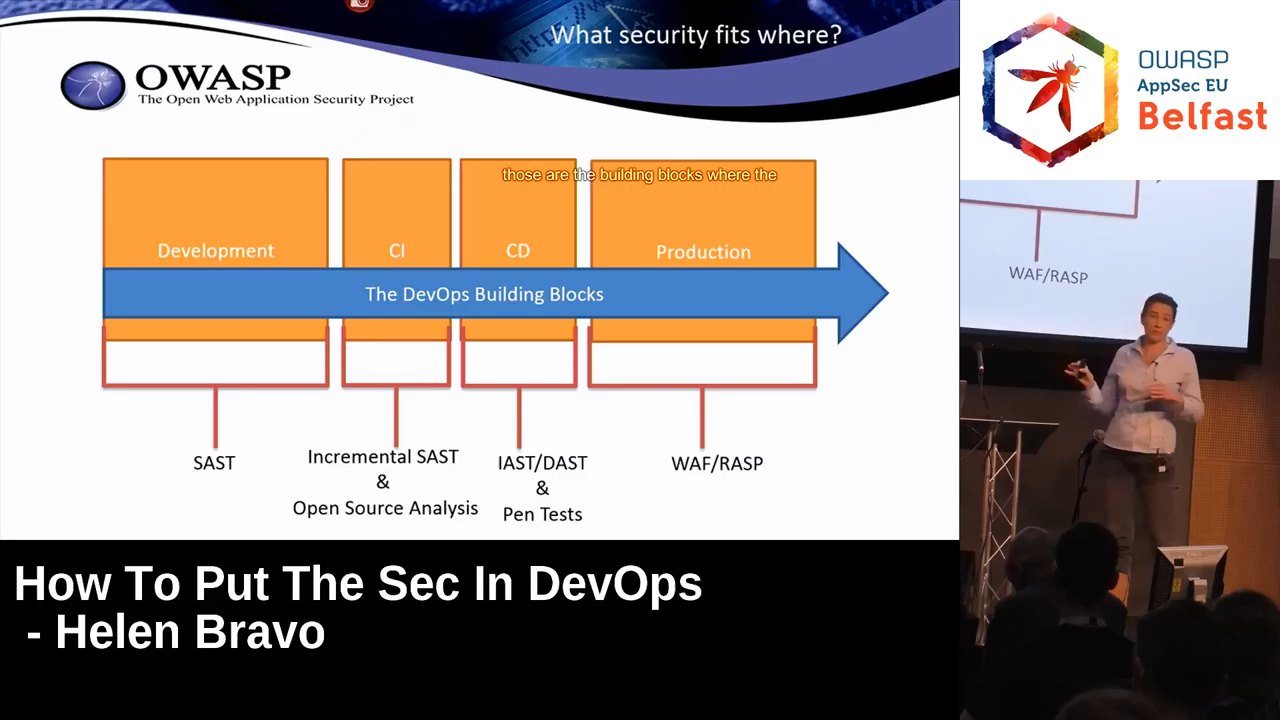 What security fits where?
OWASP
The Open Web Application Security Project
those are the building blocks where the
Development
CI
CD
Production
The DevOps Building Blocks
SAST
Incremental SAST
&
Open Source Analysis
IAST/DAST
&
Pen Tests
WAF/RASP
How To Put The Sec In DevOps
- Helen Bravo
OWASP
AppSec EU
Belfast
WAF/RASP